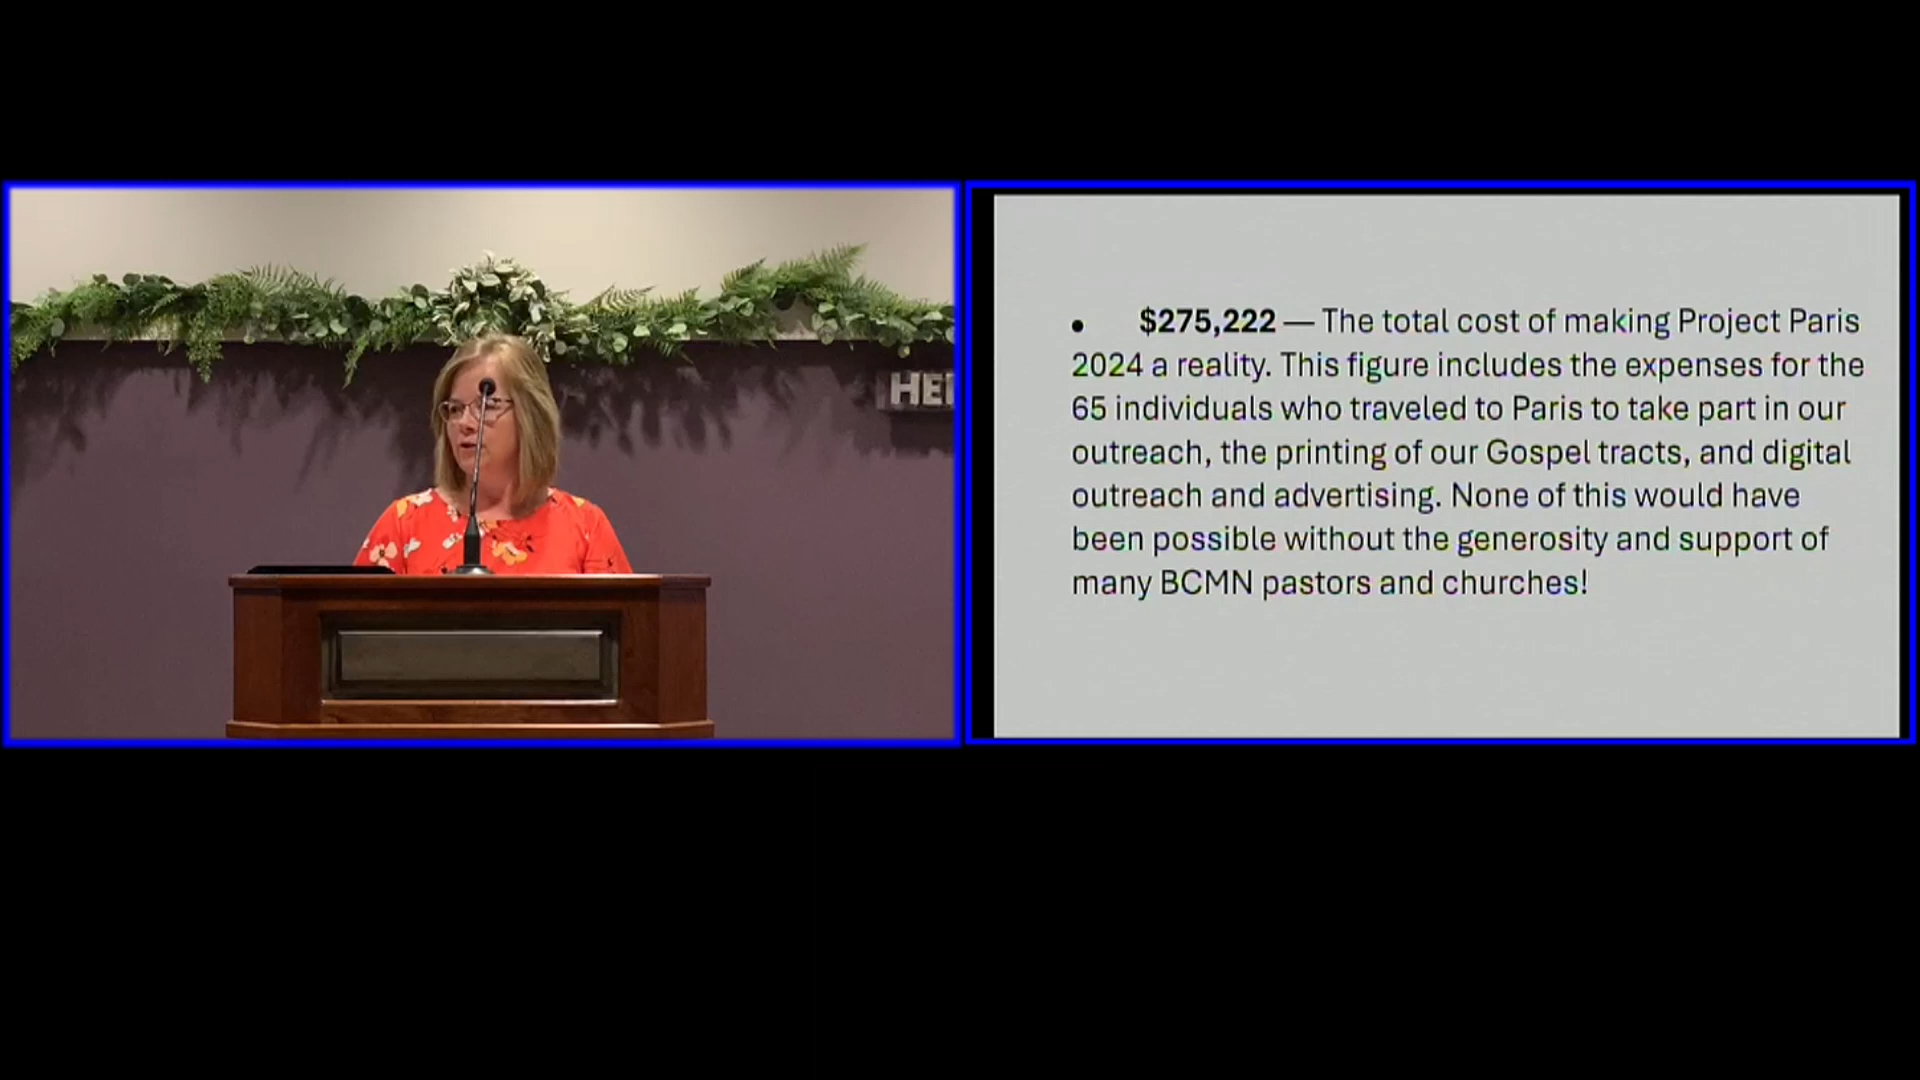 HE
• $275,222 — The total cost of making Project Paris
2024 a reality. This figure includes the expenses for the
65 individuals who traveled to Paris to take part in our
outreach, the printing of our Gospel tracts, and digital
outreach and advertising. None of this would have
been possible without the generosity and support of
many BCMN pastors and churches!